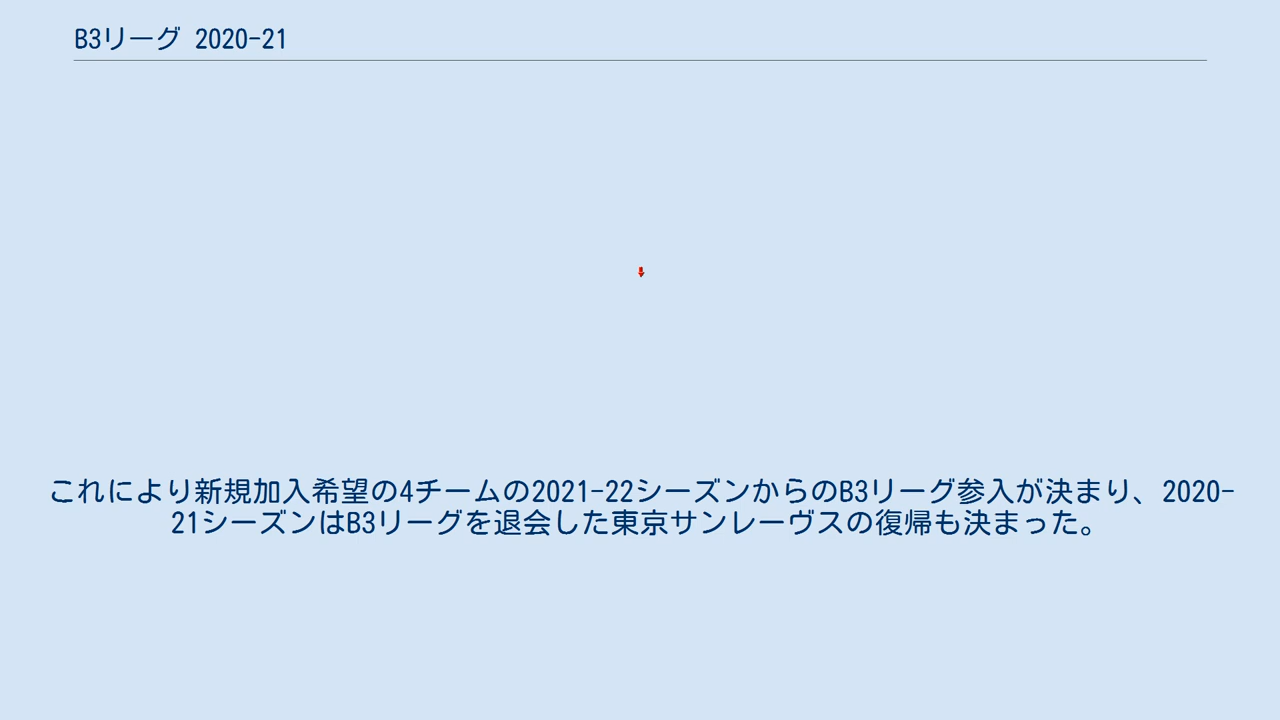 B3リーグ 2020-21
これにより新規加入希望の4チームの2021-22シーズンからのB3リーグ参入が決まり、2020-
21シーズンはB3リーグを退会した東京サンレーヴスの復帰も決まった。